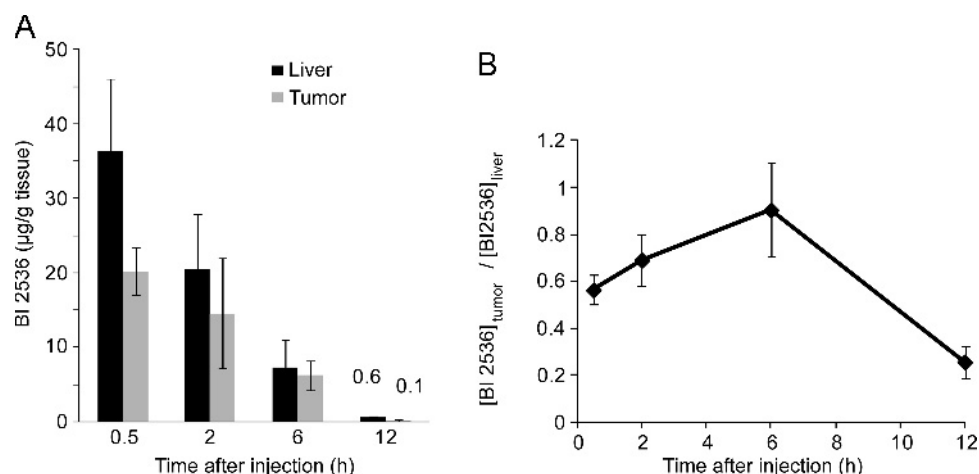 A
50
40
30
20
10
0
BI 2536 (µg/g tissue)
Liver
Tumor
0.6
0.1
0.5 2 6 12
Time after injection (h)
B
1.2
1
0.8
0.6
0.4
0.2
0
[BI 2536]tumor / [BI2536]liver
0 2 4 6 8 10 12
Time after injection (h)